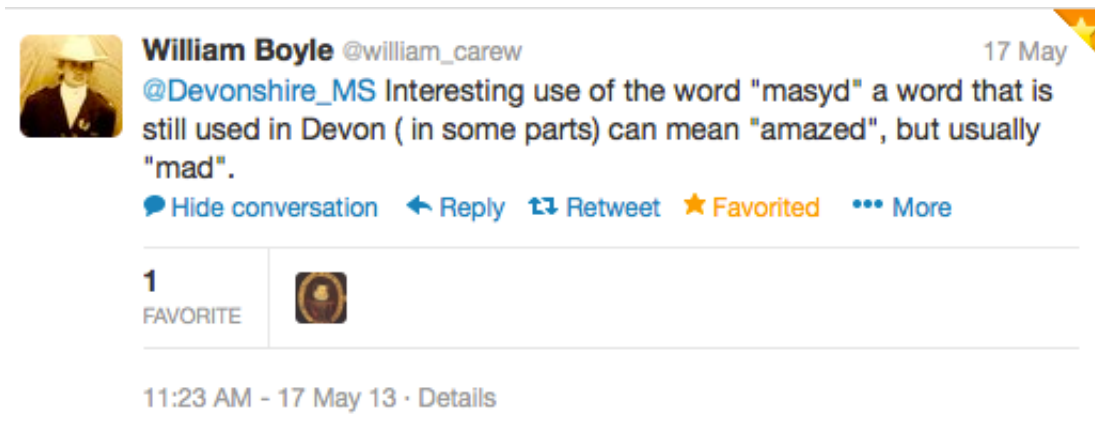 William Boyle @william_carew 17 May
@Devonshire_MS Interesting use of the word "masyd" a word that is
still used in Devon ( in some parts) can mean "amazed", but usually
"mad".
Hide conversation Reply Retweet Favorited More
1
FAVORITE
11:23 AM - 17 May 13 · Details